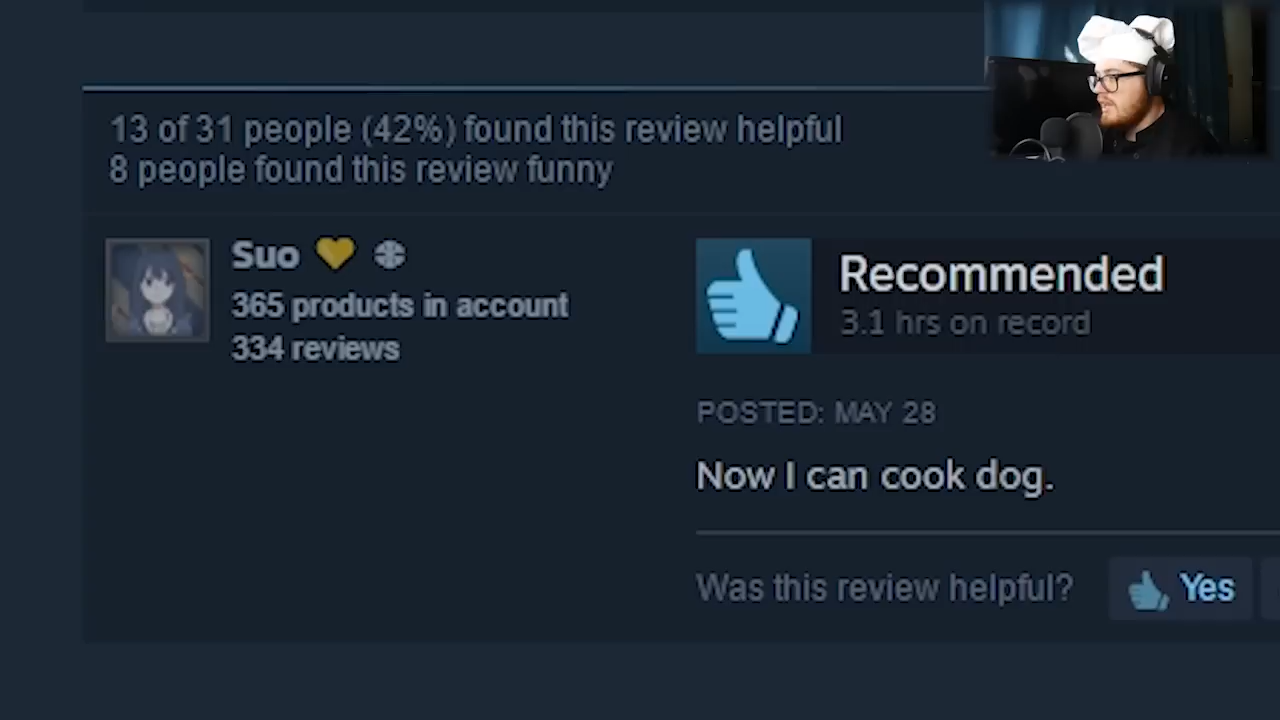 13 of 31 people (42%) found this review helpful
8 people found this review funny
Suo
365 products in account
334 reviews
Recommended
3.1 hrs on record
POSTED: MAY 28
Now I can cook dog.
Was this review helpful?
Yes